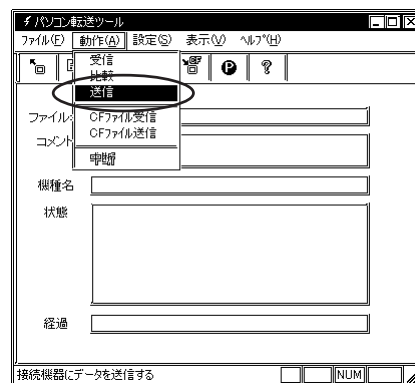 パソコン転送ツール
ファイル(F) 動作(A) 設定(S) 表示(V) ヘルプ(H)
受信
比較
送信
CFファイル受信
CFファイル送信
中断
ファイル
コメント
機種名
状態
経過
接続機器にデータを送信する NUM